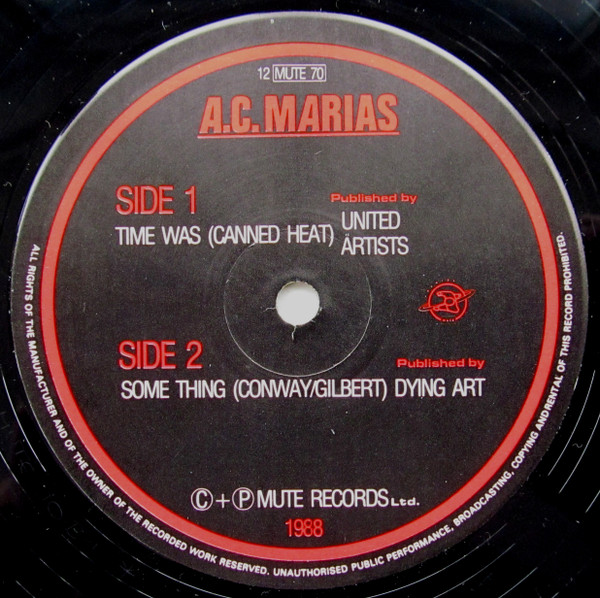 12 MUTE 70
A.C. MARIAS
SIDE 1
Published by
TIME WAS (CANNED HEAT) UNITED
ARTISTS
SIDE 2
Published by
SOME THING (CONWAY/GILBERT) DYING ART
Ⓒ+Ⓟ MUTE RECORDS Ltd.
1988
ALL RIGHTS OF THE MANUFACTURER AND OF THE OWNER OF THE RECORDED WORK RESERVED. UNAUTHORISED PUBLIC PERFORMANCE, BROADCASTING, COPYING AND RENTAL OF THIS RECORD PROHIBITED.